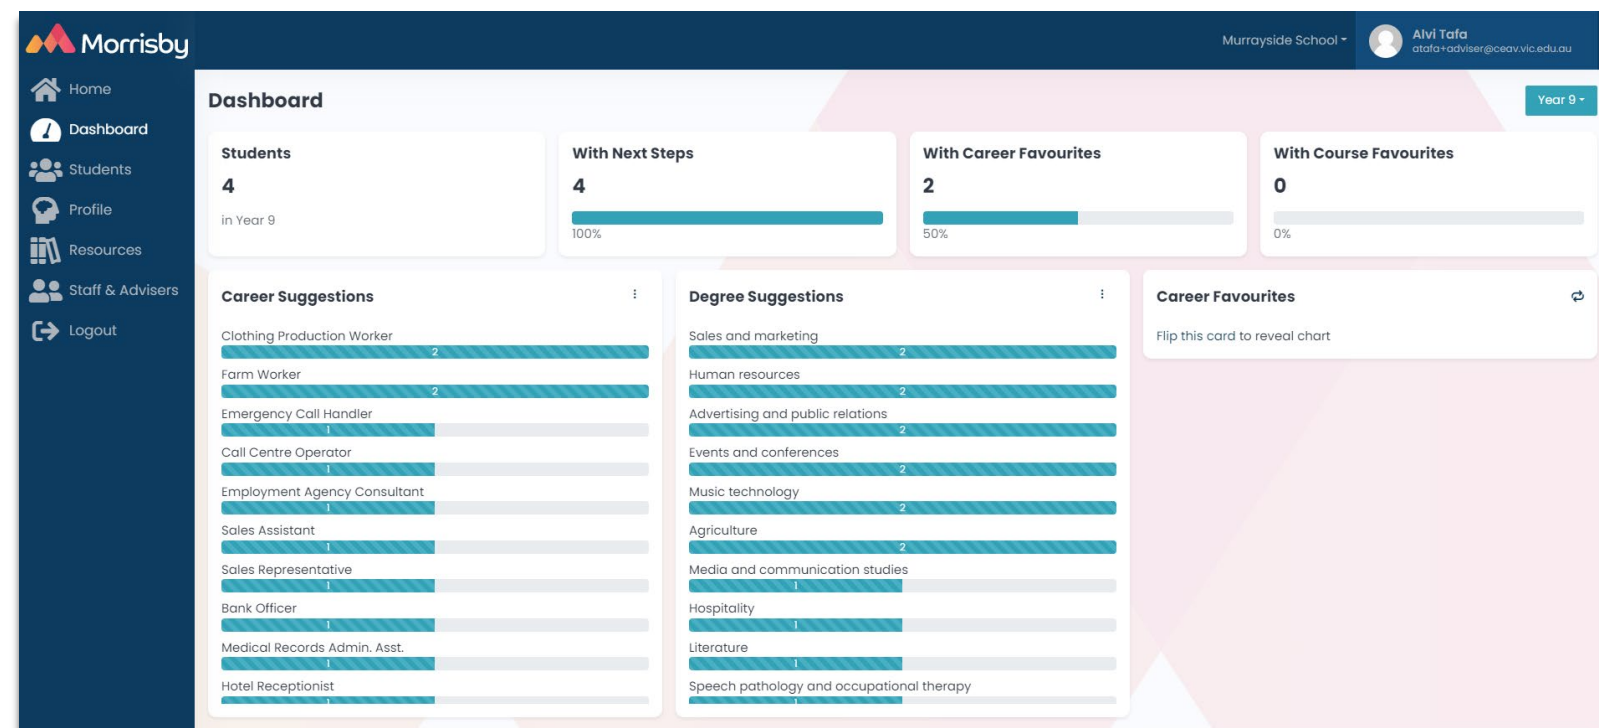 Morrisby
Murrayside School
Alvi Tafa
atafa+adviser@ceav.vic.edu.au
Home
Dashboard
Students
Profile
Resources
Staff & Advisers
Logout
Dashboard
Year 9
Students
4
in Year 9
With Next Steps
4
100%
With Career Favourites
2
50%
With Course Favourites
0
0%
Career Suggestions
Clothing Production Worker
2
Farm Worker
2
Emergency Call Handler
1
Call Centre Operator
1
Employment Agency Consultant
1
Sales Assistant
1
Sales Representative
1
Bank Officer
1
Medical Records Admin. Asst.
1
Hotel Receptionist
1
Degree Suggestions
Sales and marketing
2
Human resources
2
Advertising and public relations
2
Events and conferences
2
Music technology
2
Agriculture
2
Media and communication studies
1
Hospitality
1
Literature
1
Speech pathology and occupational therapy
1
Career Favourites
Flip this card to reveal chart